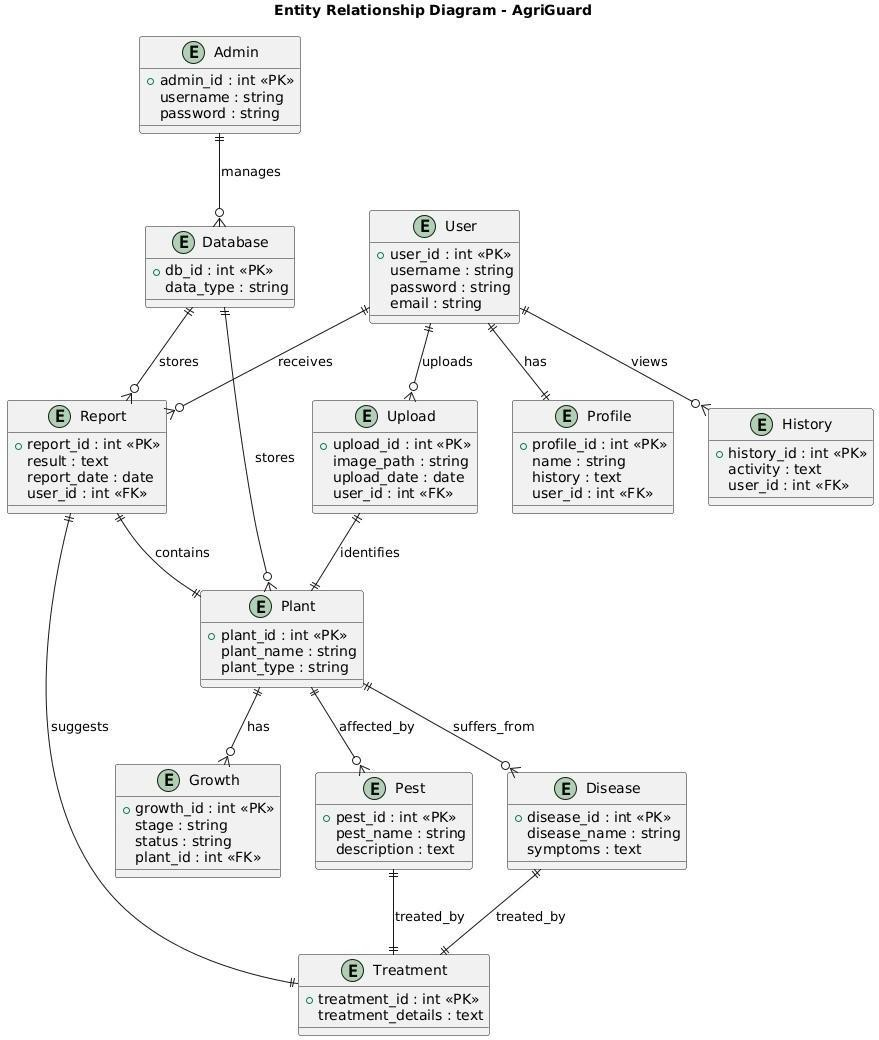 Entity Relationship Diagram - AgriGuard
E Admin
admin_id : int «PK»
username : string
password : string
manages
E Database
db_id : int «PK»
data_type : string
E User
user_id : int «PK»
username : string
password : string
email : string
stores
receives
uploads
has
views
E Report
report_id : int «PK»
result : text
report_date : date
user_id : int «FK»
stores
E Upload
upload_id : int «PK»
image_path : string
upload_date : date
user_id : int «FK»
E Profile
profile_id : int «PK»
name : string
history : text
user_id : int «FK»
E History
history_id : int «PK»
activity : text
user_id : int «FK»
contains
identifies
E Plant
plant_id : int «PK»
plant_name : string
plant_type : string
suggests
has
affected_by
suffers_from
E Growth
growth_id : int «PK»
stage : string
status : string
plant_id : int «FK»
E Pest
pest_id : int «PK»
pest_name : string
description : text
E Disease
disease_id : int «PK»
disease_name : string
symptoms : text
treated_by
treated_by
E Treatment
treatment_id : int «PK»
treatment_details : text